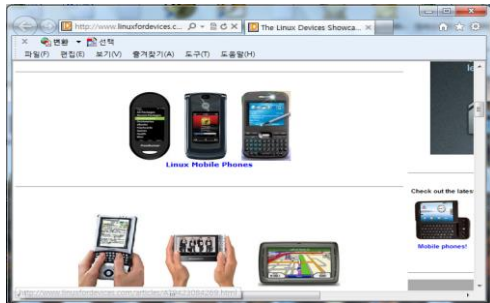 http://www.linuxfordevices.c...
The Linux Devices Showca...
변환 선택
파일(F) 편집(E) 보기(V) 즐겨찾기(A) 도구(T) 도움말(H)
Linux Mobile Phones
Check out the lates
Mobile phones!